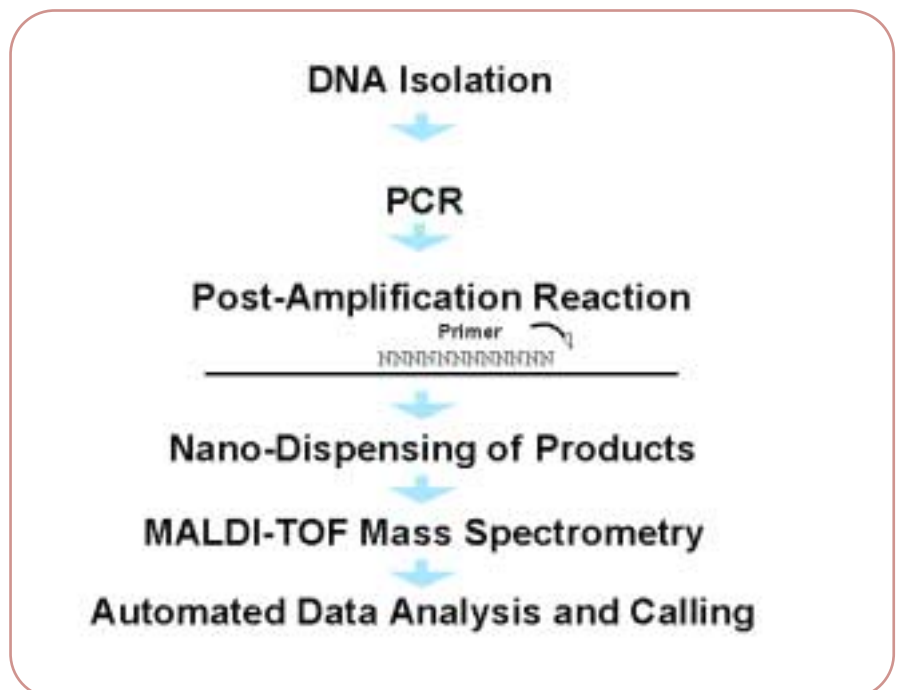 DNA Isolation
PCR
Post-Amplification Reaction
Primer
NNNNNNNNNNNN
Nano-Dispensing of Products
MALDI-TOF Mass Spectrometry
Automated Data Analysis and Calling